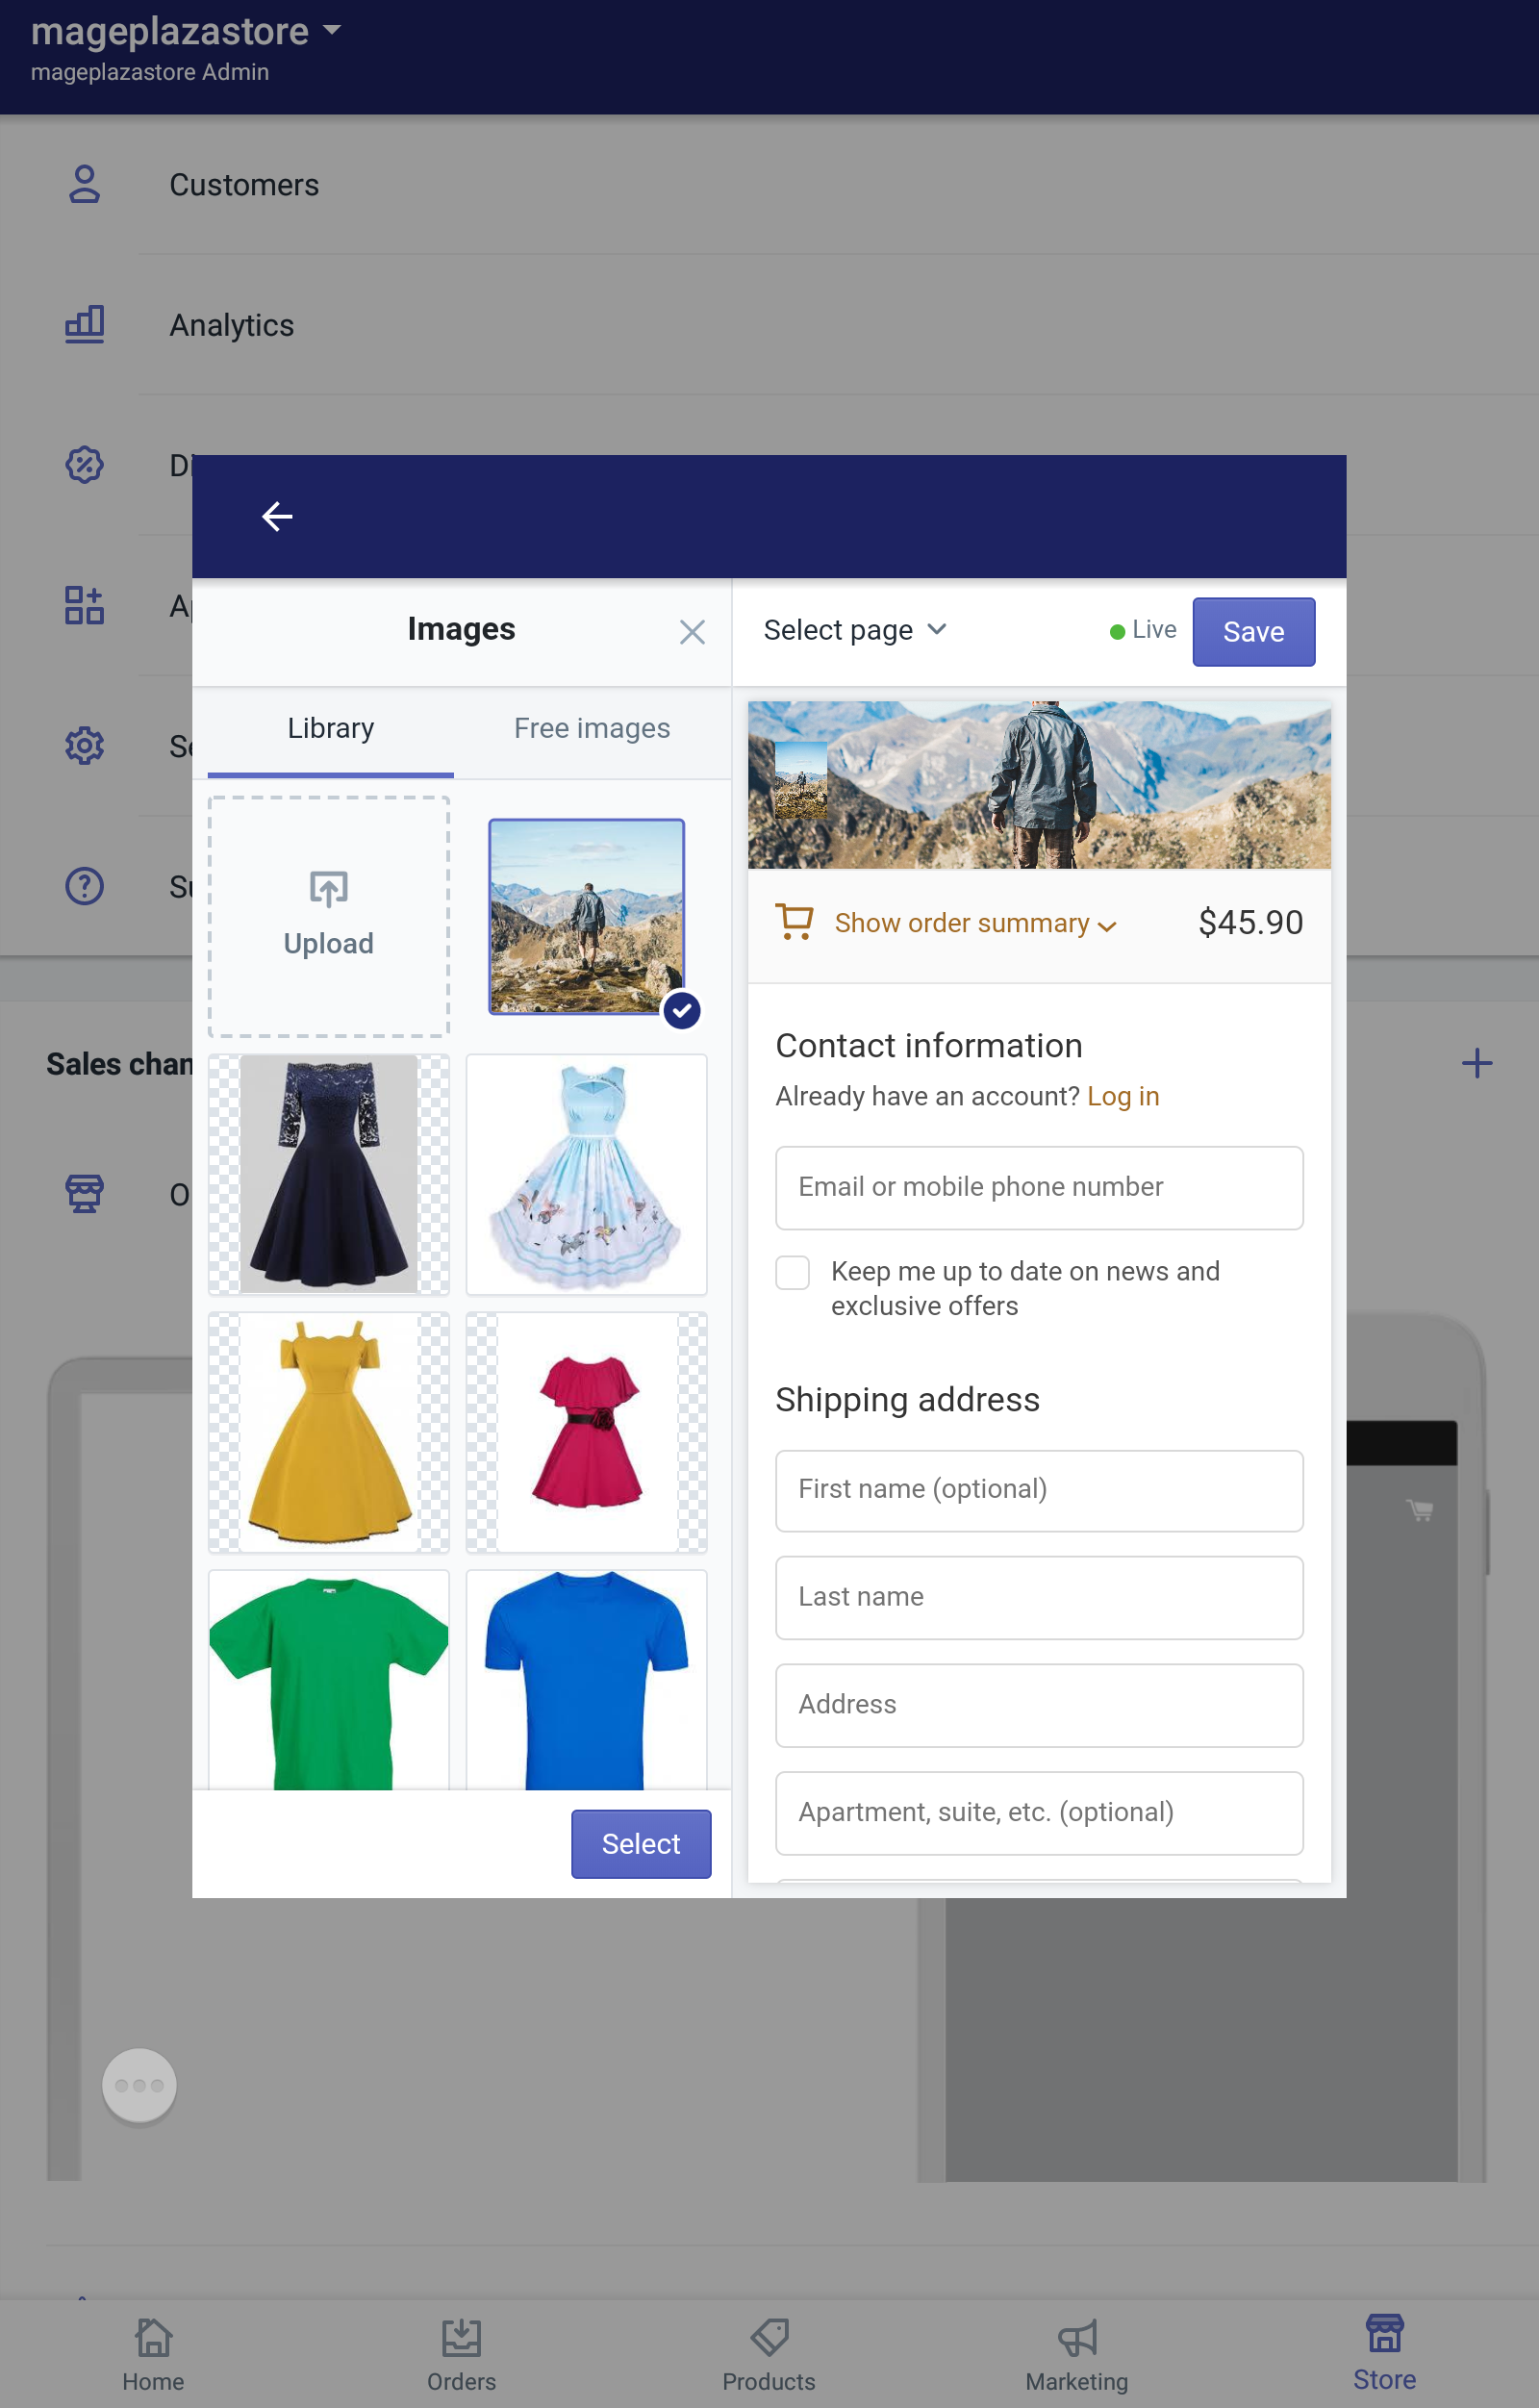 mageplazastore
mageplazastore Admin
Customers
Analytics
Images
Select page
Live
Save
Library
Free images
Upload
Show order summary
$45.90
Contact information
Already have an account? Log in
Email or mobile phone number
Keep me up to date on news and
exclusive offers
Shipping address
First name (optional)
Last name
Address
Apartment, suite, etc. (optional)
Select
Sales
Home
Orders
Products
Marketing
Store